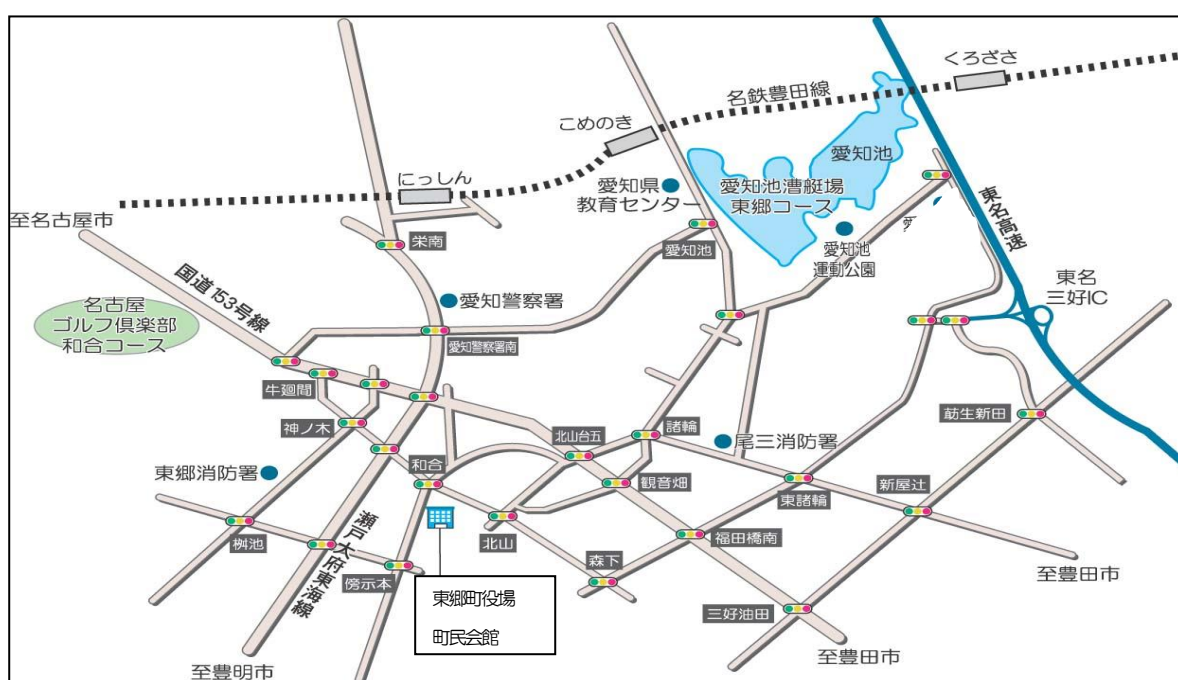 くろざさ
名鉄豊田線
こめのき
愛知池
にっしん
愛知県
教育センター
愛知池漕艇場
東郷コース
東名高速
至名古屋市
栄南
愛知池
愛知池
運動公園
国道153号線
東名
三好IC
愛知警察署
名古屋
ゴルフ倶楽部
和合コース
愛知警察署南
牛廻間
莇生新田
神ノ木
北山台五
諸輪
尾三消防署
東郷消防署
和合
観音畑
東諸輪
新屋辻
瀬戸大府東海線
桝池
北山
福田橋南
傍示本
森下
至豊田市
東郷町役場
町民会館
三好油田
至豊明市
至豊田市